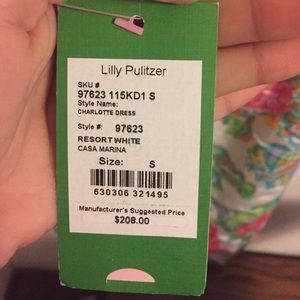 Lilly Pulitzer
SKU #
97623 115KD1 S
Style Name:
CHARLOTTE DRESS
Style #: 97623
RESORT WHITE
CASA MARINA
Size: S
630306 321495
Manufacturer's Suggested Price
$208.00